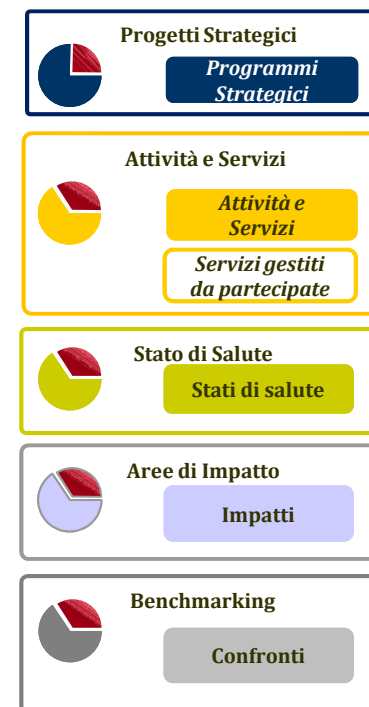 Progetti Strategici
Programmi
Strategici
Attività e Servizi
Attività e
Servizi
Servizi gestiti
da partecipate
Stato di Salute
Stati di salute
Aree di Impatto
Impatti
Benchmarking
Confronti